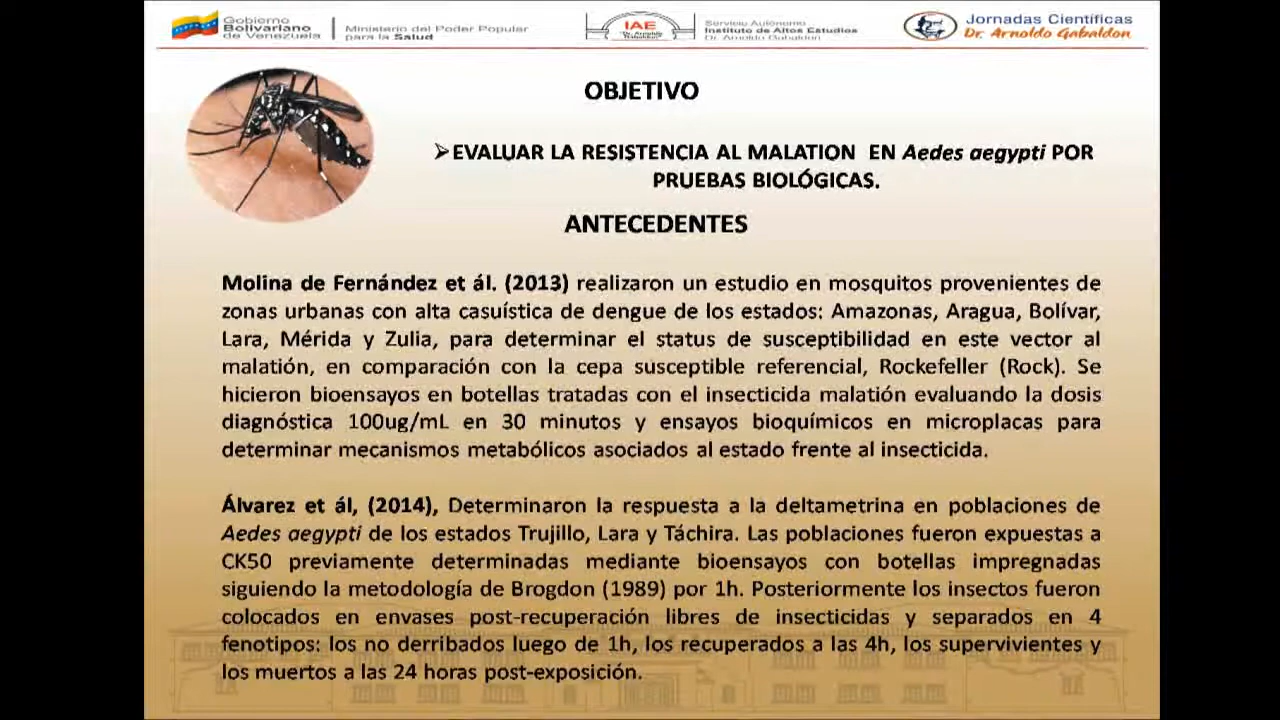 Gobierno
Bolivariano
de Venezuela
Ministerio del Poder Popular
para la Salud
IAE
"Dr. Arnoldo
Gabaldon"
Servicio Autónomo
Instituto de Altos Estudios
Dr. Arnoldo Gabaldon
Jornadas Científicas
Dr. Arnoldo Gabaldon
OBJETIVO
➢EVALUAR LA RESISTENCIA AL MALATION EN Aedes aegypti POR
PRUEBAS BIOLÓGICAS.
ANTECEDENTES
Molina de Fernández et ál. (2013) realizaron un estudio en mosquitos provenientes de
zonas urbanas con alta casuística de dengue de los estados: Amazonas, Aragua, Bolívar,
Lara, Mérida y Zulia, para determinar el status de susceptibilidad en este vector al
malatión, en comparación con la cepa susceptible referencial, Rockefeller (Rock). Se
hicieron bioensayos en botellas tratadas con el insecticida malatión evaluando la dosis
diagnóstica 100ug/mL en 30 minutos y ensayos bioquímicos en microplacas para
determinar mecanismos metabólicos asociados al estado frente al insecticida.
Álvarez et ál, (2014), Determinaron la respuesta a la deltametrina en poblaciones de
Aedes aegypti de los estados Trujillo, Lara y Táchira. Las poblaciones fueron expuestas a
CK50 previamente determinadas mediante bioensayos con botellas impregnadas
siguiendo la metodología de Brogdon (1989) por 1h. Posteriormente los insectos fueron
colocados en envases post-recuperación libres de insecticidas y separados en 4
fenotipos: los no derribados luego de 1h, los recuperados a las 4h, los supervivientes y
los muertos a las 24 horas post-exposición.